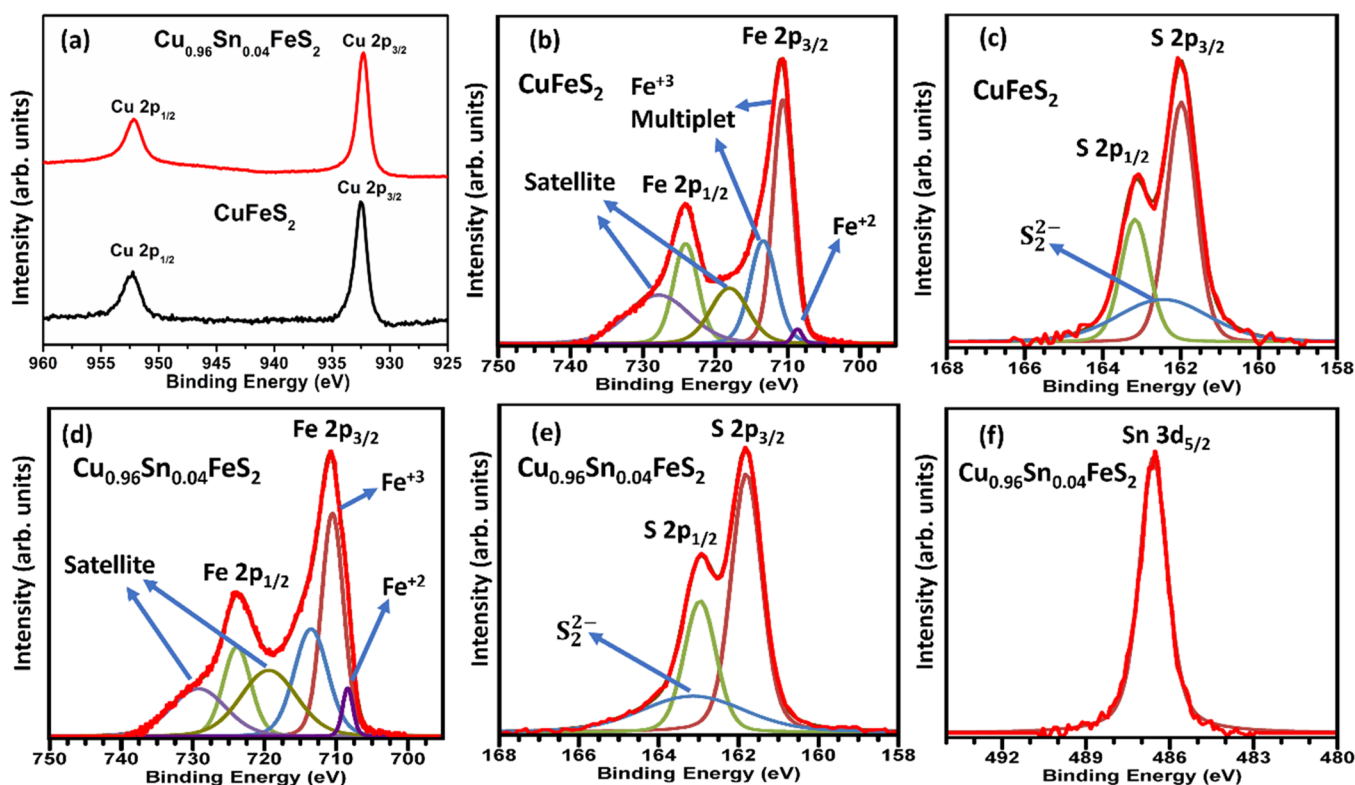 (a)
Cu₀.₉₆Sn₀.₀₄FeS₂
Cu 2p₃/₂
Cu 2p₁/₂
Cu 2p₃/₂
CuFeS₂
Cu 2p₁/₂
Intensity (arb. units)
960 955 950 945 940 935 930 925
Binding Energy (eV)
(b)
Fe 2p₃/₂
CuFeS₂
Fe⁺³
Multiplet
Satellite
Fe 2p₁/₂
Fe⁺²
Intensity (arb. units)
750 740 730 720 710 700
Binding Energy (eV)
(c)
S 2p₃/₂
CuFeS₂
S 2p₁/₂
S₂²⁻
Intensity (arb. units)
168 166 164 162 160 158
Binding Energy (eV)
(d)
Fe 2p₃/₂
Cu₀.₉₆Sn₀.₀₄FeS₂
Fe⁺³
Satellite
Fe 2p₁/₂
Fe⁺²
Intensity (arb. units)
750 740 730 720 710 700
Binding Energy (eV)
(e)
S 2p₃/₂
Cu₀.₉₆Sn₀.₀₄FeS₂
S 2p₁/₂
S₂²⁻
Intensity (arb. units)
168 166 164 162 160 158
Binding Energy (eV)
(f)
Sn 3d₅/₂
Cu₀.₉₆Sn₀.₀₄FeS₂
Intensity (arb. units)
492 489 486 483 480
Binding Energy (eV)